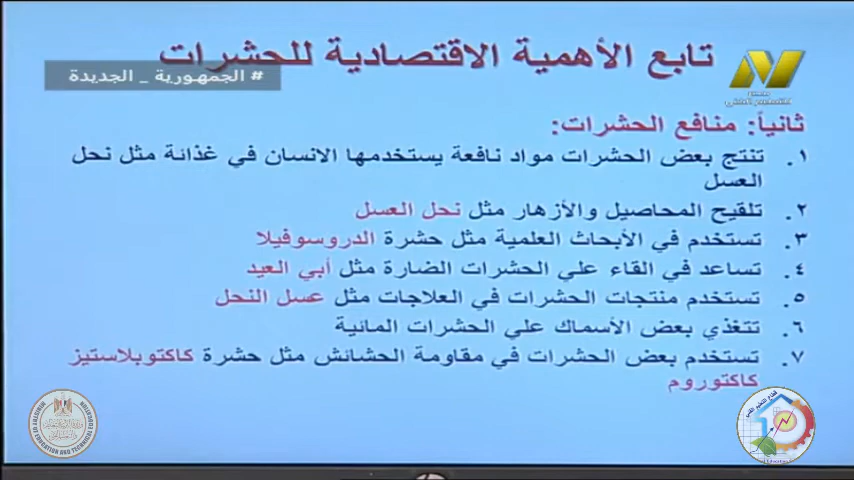 تابع الأهمية الاقتصادية للحشرات
# الجمهورية _ الجديدة
ثانياً: منافع الحشرات:
١. تنتج بعض الحشرات مواد نافعة يستخدمها الانسان في غذائة مثل نحل
العسل
٢. تلقيح المحاصيل والأزهار مثل نحل العسل
٣. تستخدم في الأبحاث العلمية مثل حشرة الدروسوفيلا
٤. تساعد في القاء علي الحشرات الضارة مثل أبي العيد
٥. تستخدم منتجات الحشرات في العلاجات مثل عسل النحل
٦. تتغذي بعض الأسماك علي الحشرات المائية
٧. تستخدم بعض الحشرات في مقاومة الحشائش مثل حشرة كاكتوبلاستيز
كاكتوروم